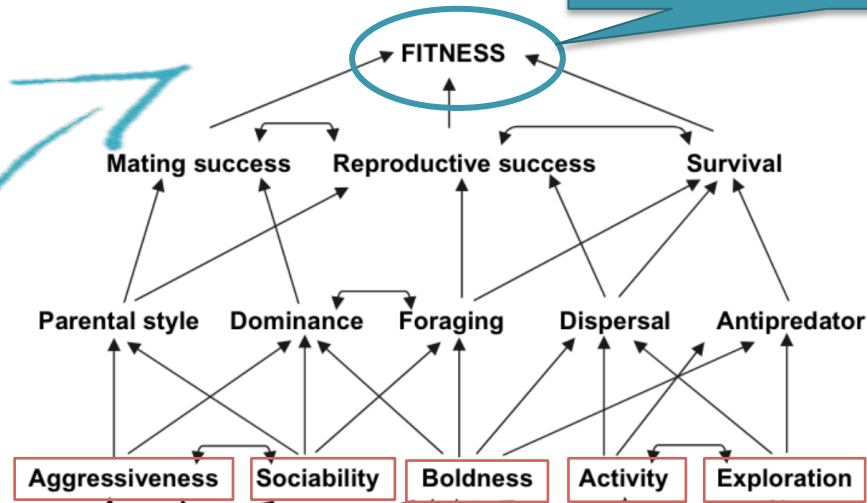 FITNESS
Mating success Reproductive success Survival
Parental style Dominance Foraging Dispersal Antipredator
Aggressiveness Sociability Boldness Activity Exploration